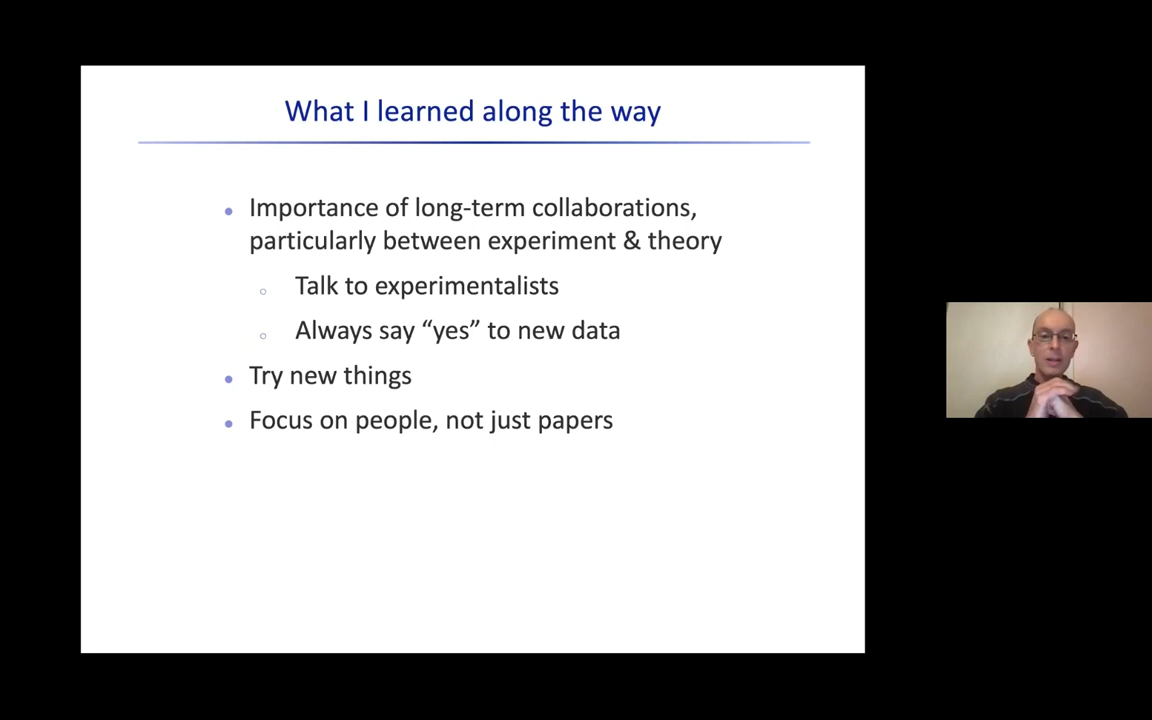 What I learned along the way
Importance of long-term collaborations,
particularly between experiment & theory
Talk to experimentalists
Always say “yes” to new data
Try new things
Focus on people, not just papers